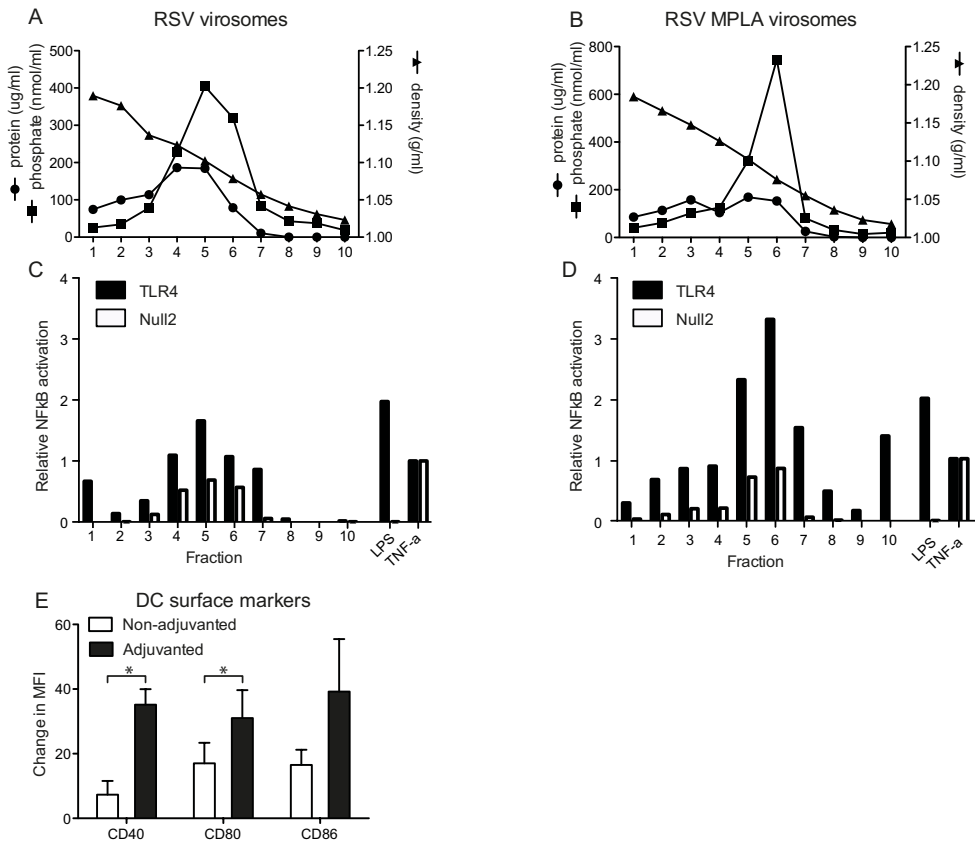 A
RSV virosomes
protein (ug/ml)
phosphate (nmol/ml)
500
400
300
200
100
0
1.25
1.20
1.15
1.10
1.05
1.00
density (g/ml)
1 2 3 4 5 6 7 8 9 10
B
RSV MPLA virosomes
protein (ug/ml)
phosphate (nmol/ml)
800
600
400
200
0
1.25
1.20
1.15
1.10
1.05
1.00
density (g/ml)
1 2 3 4 5 6 7 8 9 10
C
Relative NFkB activation
4
3
2
1
0
TLR4
Null2
1 2 3 4 5 6 7 8 9 10 LPS TNF-a
Fraction
D
Relative NFkB activation
4
3
2
1
0
TLR4
Null2
1 2 3 4 5 6 7 8 9 10 LPS TNF-a
Fraction
E
DC surface markers
Change in MFI
60
40
20
0
Non-adjuvanted
Adjuvanted
* *
CD40 CD80 CD86